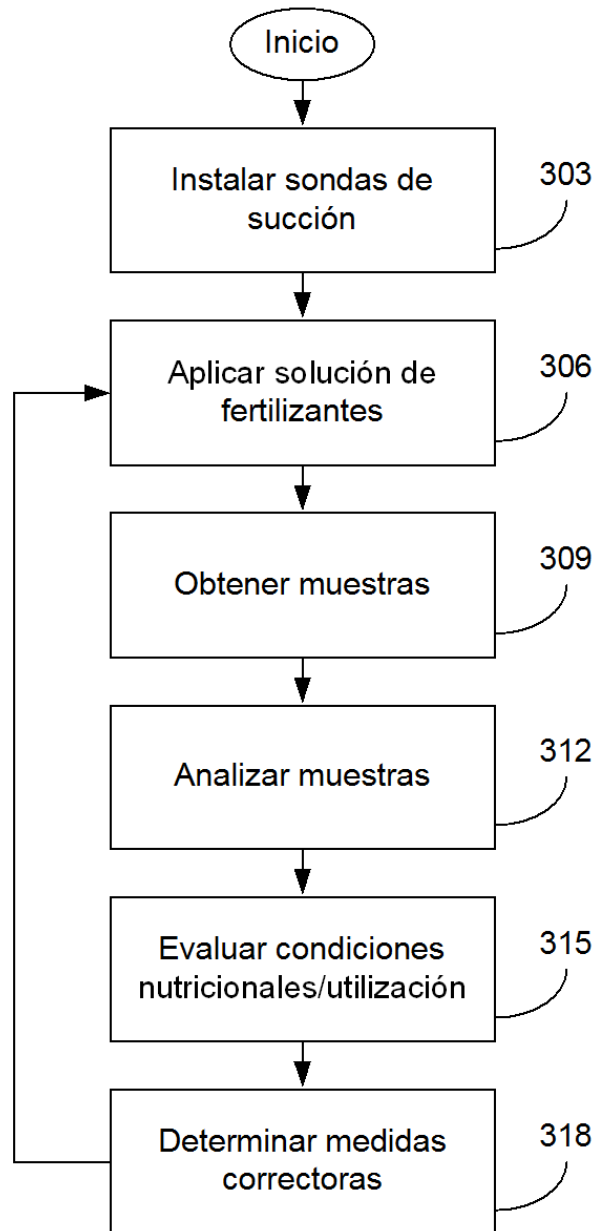 Inicio
Instalar sondas de
succión
303
Aplicar solución de
fertilizantes
306
Obtener muestras
309
Analizar muestras
312
Evaluar condiciones
nutricionales/utilización
315
Determinar medidas
correctoras
318